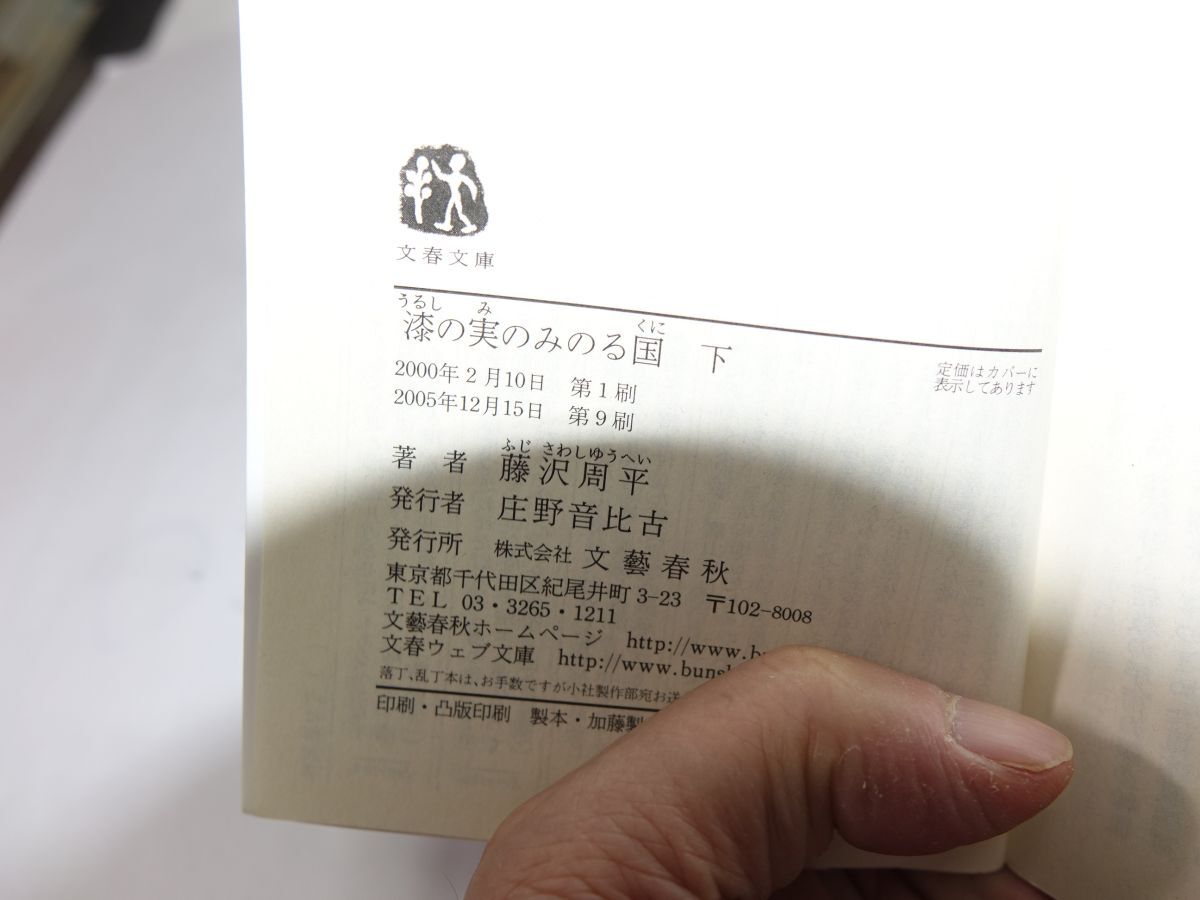 文春文庫
うるし み くに
漆の実のみのる国 下
定価はカバーに
表示してあります
2000年2月10日 第1刷
2005年12月15日 第9刷
ふじ さわしゆうへい
著 者 藤沢周平
発行者 庄野音比古
発行所 株式会社 文藝春秋
東京都千代田区紀尾井町 3-23 〒102-8008
TEL 03・3265・1211
文藝春秋ホームページ http://www.b
文春ウェブ文庫 http://www.buns
落丁、乱丁本は、お手数ですが小社製作部宛お送
印刷・凸版印刷 製本・加藤製